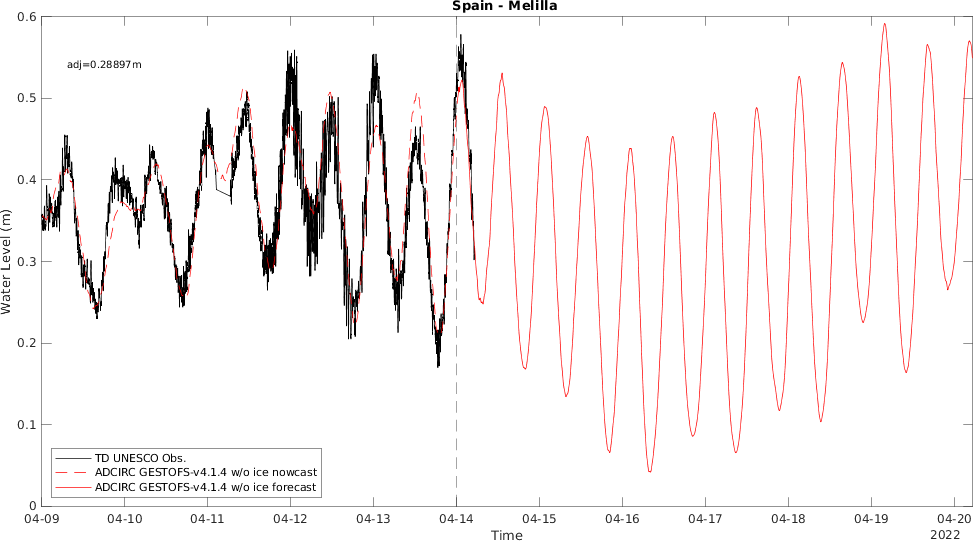 Spain - Melilla
adj=0.28897m
0.6
0.5
0.4
0.3
0.2
0.1
0
Water Level (m)
TD UNESCO Obs.
ADCIRC GESTOFS-v4.1.4 w/o ice nowcast
ADCIRC GESTOFS-v4.1.4 w/o ice forecast
04-09 04-10 04-11 04-12 04-13 04-14 04-15 04-16 04-17 04-18 04-19 04-20
Time
2022